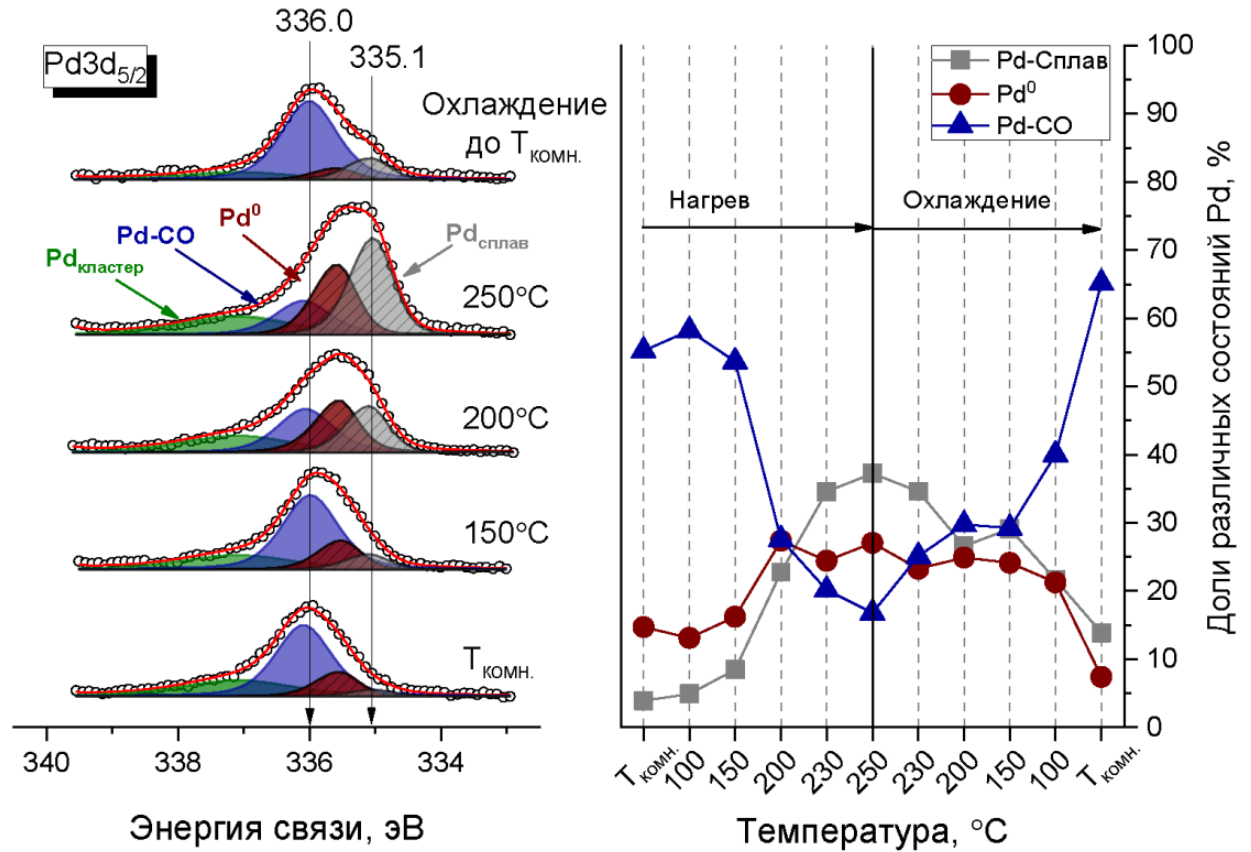 336.0
335.1
Pd3d5/2
Охлаждение
до Tкомн.
Pd0
Pd-CO
Pdкластер
Pdсплав
250°C
200°C
150°C
Tкомн.
340 338 336 334
Энергия связи, эВ
Pd-Сплав
Pd0
Pd-CO
Нагрев
Охлаждение
100
90
80
70
60
50
40
30
20
10
0
Доли различных состояний Pd, %
Tкомн. 100 150 200 230 250 230 200 150 100 Tкомн.
Температура, °C